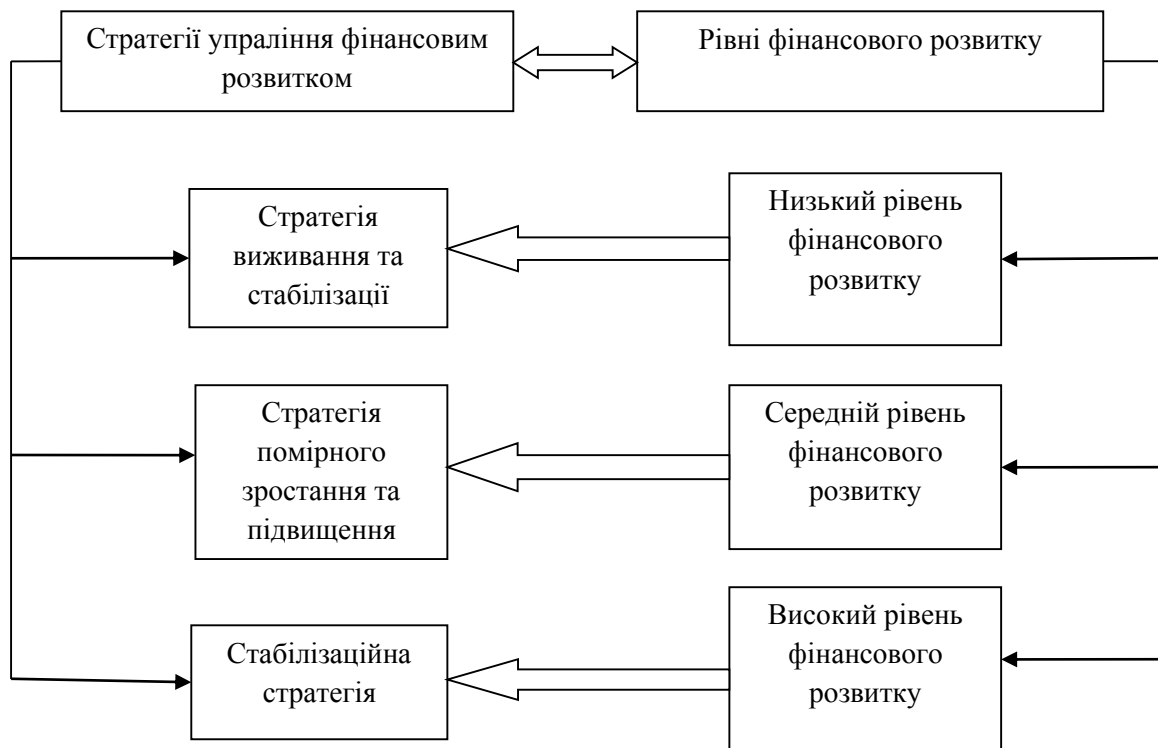 Стратегії упраління фінансовим
розвитком
Рівні фінансового розвитку
Стратегія
виживання та
стабілізації
Низький рівень
фінансового
розвитку
Стратегія
помірного
зростання та
підвищення
Середній рівень
фінансового
розвитку
Стабілізаційна
стратегія
Високий рівень
фінансового
розвитку